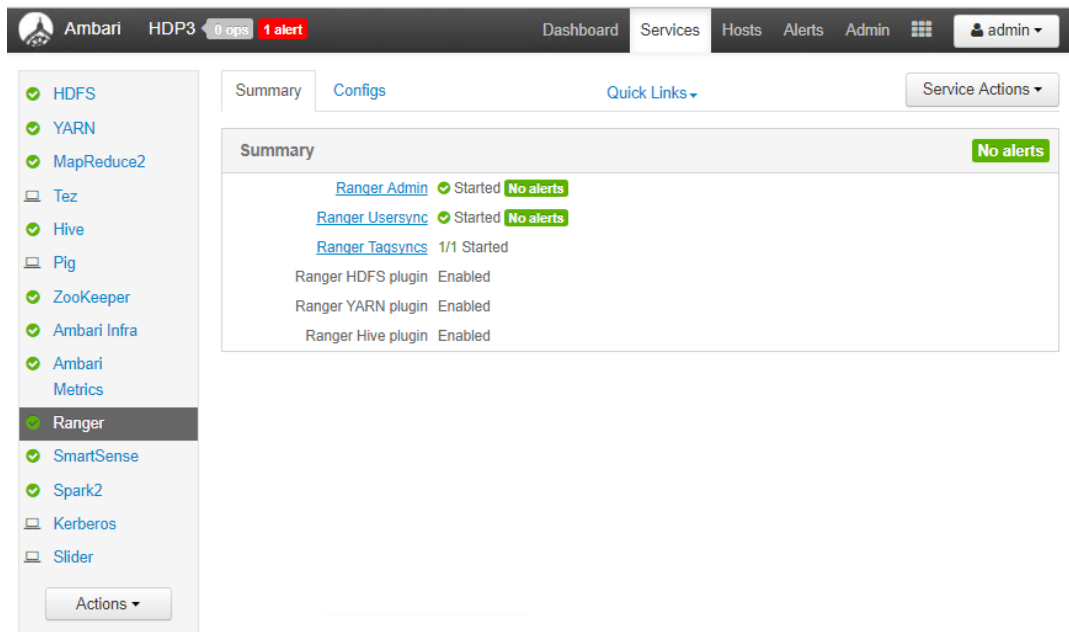 Ambari HDP3 0 ops 1 alert Dashboard Services Hosts Alerts Admin admin
HDFS
YARN
MapReduce2
Tez
Hive
Pig
ZooKeeper
Ambari Infra
Ambari
Metrics
Ranger
SmartSense
Spark2
Kerberos
Slider
Actions
Summary Configs Quick Links Service Actions
Summary No alerts
Ranger Admin Started No alerts
Ranger Usersync Started No alerts
Ranger Tagsyncs 1/1 Started
Ranger HDFS plugin Enabled
Ranger YARN plugin Enabled
Ranger Hive plugin Enabled